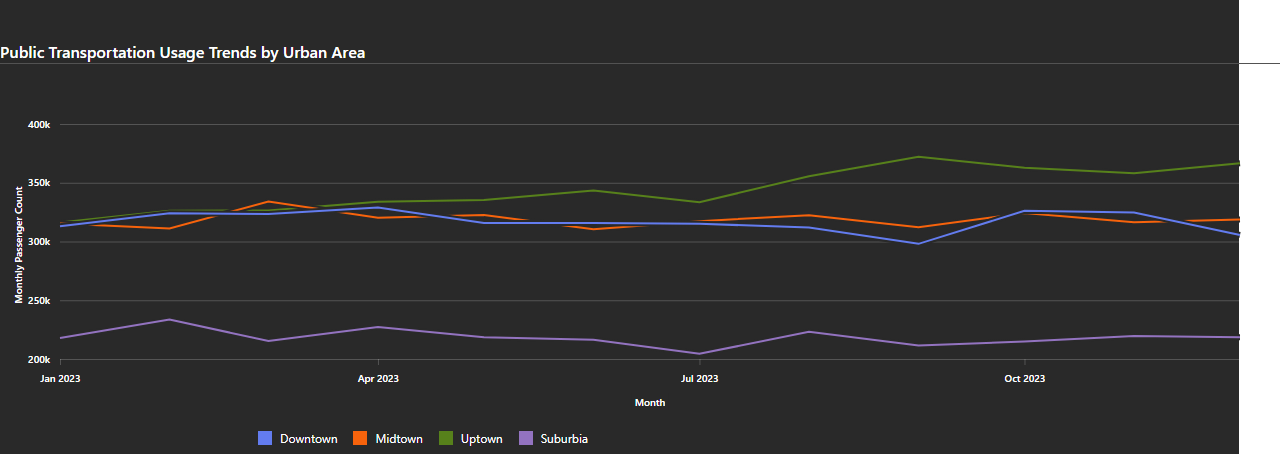 Public Transportation Usage Trends by Urban Area
Monthly Passenger Count
400k
350k
300k
250k
200k
Jan 2023 Apr 2023 Jul 2023 Oct 2023
Month
Downtown Midtown Uptown Suburbia